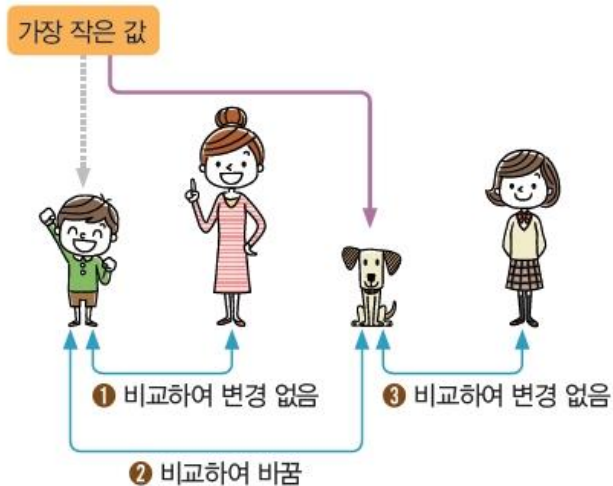 가장 작은 값
❶ 비교하여 변경 없음
❸ 비교하여 변경 없음
❷ 비교하여 바꿈